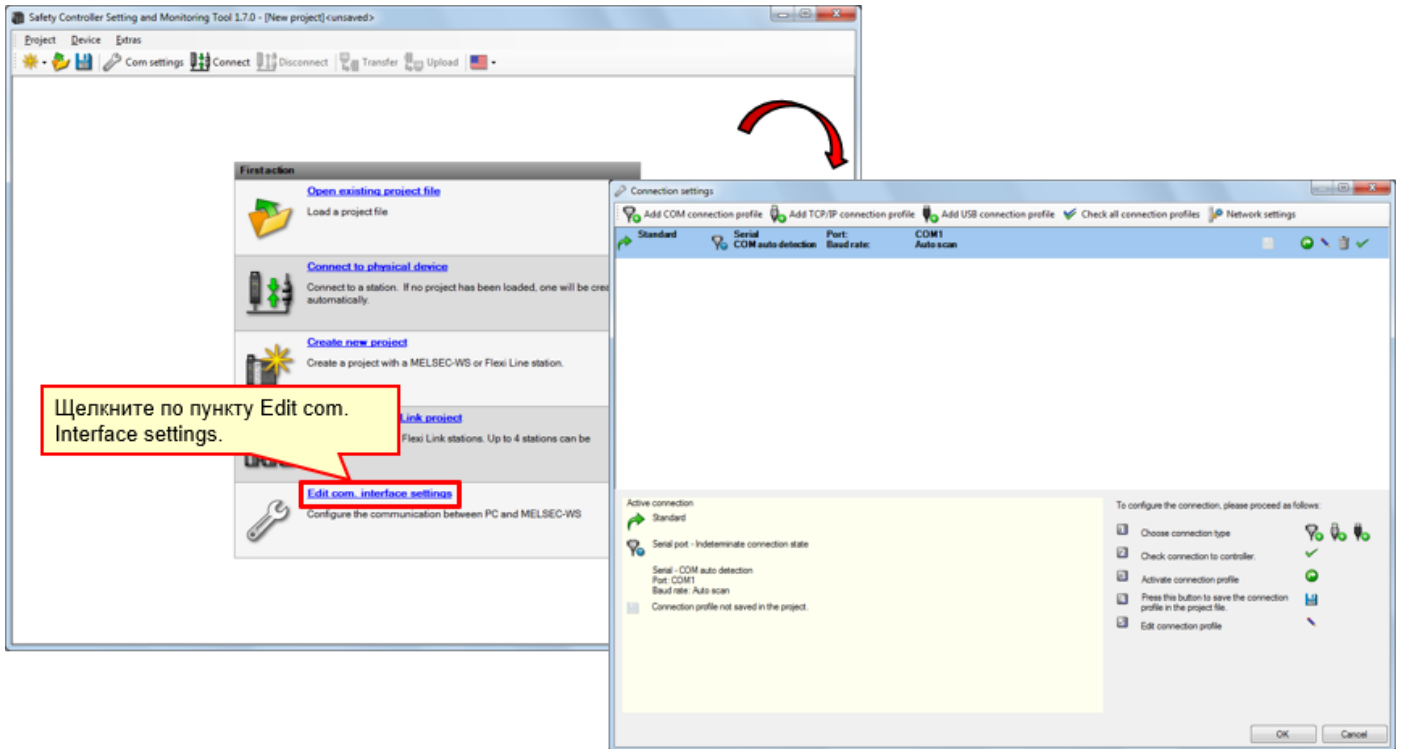 Safety Controller Setting and Monitoring Tool 1.7.0 - [New project] <unsaved>
Project Device Extras
Com settings Connect Disconnect Transfer Upload
First action
Open existing project file
Load a project file
Connect to physical device
Connect to a station. If no project has been loaded, one will be crea
automatically.
Create new project
Create a project with a MELSEC-WS or Flexi Line station.
Щелкните по пункту Edit com.
Interface settings.
Link project
Flexi Link stations. Up to 4 stations can be
Edit com. interface settings
Configure the communication between PC and MELSEC-WS
Connection settings
Add COM connection profile Add TCP/IP connection profile Add USB connection profile Check all connection profiles Network settings
Standard Serial Port: COM1
COM auto detection Baud rate: Auto scan
Active connection
Standard
Serial port - Indeterminate connection state
Serial - COM auto detection
Port: COM1
Baud rate: Auto scan
Connection profile not saved in the project.
To configure the connection, please proceed as follows:
1 Choose connection type
2 Check connection to controller.
3 Activate connection profile
4 Press this button to save the connection
profile in the project file.
5 Edit connection profile
OK Cancel